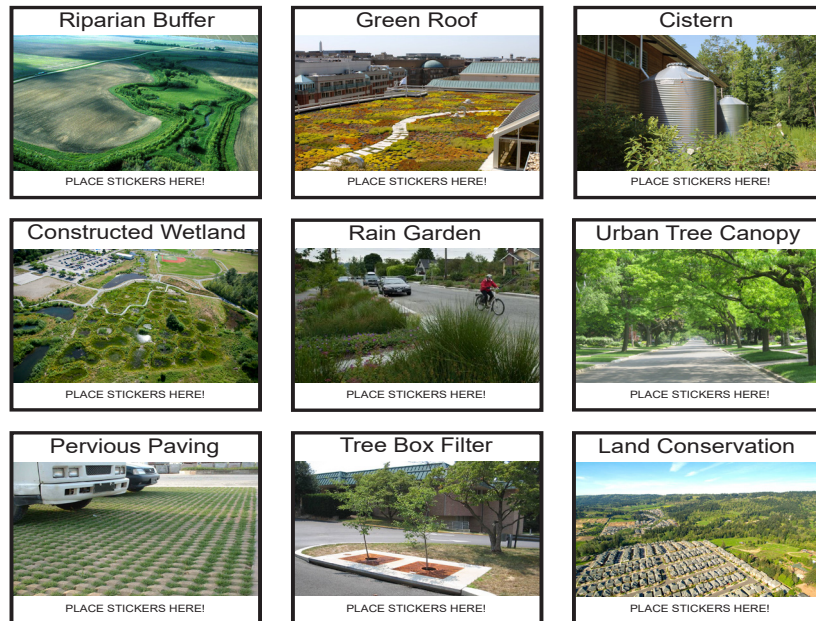 Riparian Buffer
Green Roof
Cistern
PLACE STICKERS HERE!
PLACE STICKERS HERE!
PLACE STICKERS HERE!
Constructed Wetland
Rain Garden
Urban Tree Canopy
PLACE STICKERS HERE!
PLACE STICKERS HERE!
PLACE STICKERS HERE!
Pervious Paving
Tree Box Filter
Land Conservation
PLACE STICKERS HERE!
PLACE STICKERS HERE!
PLACE STICKERS HERE!